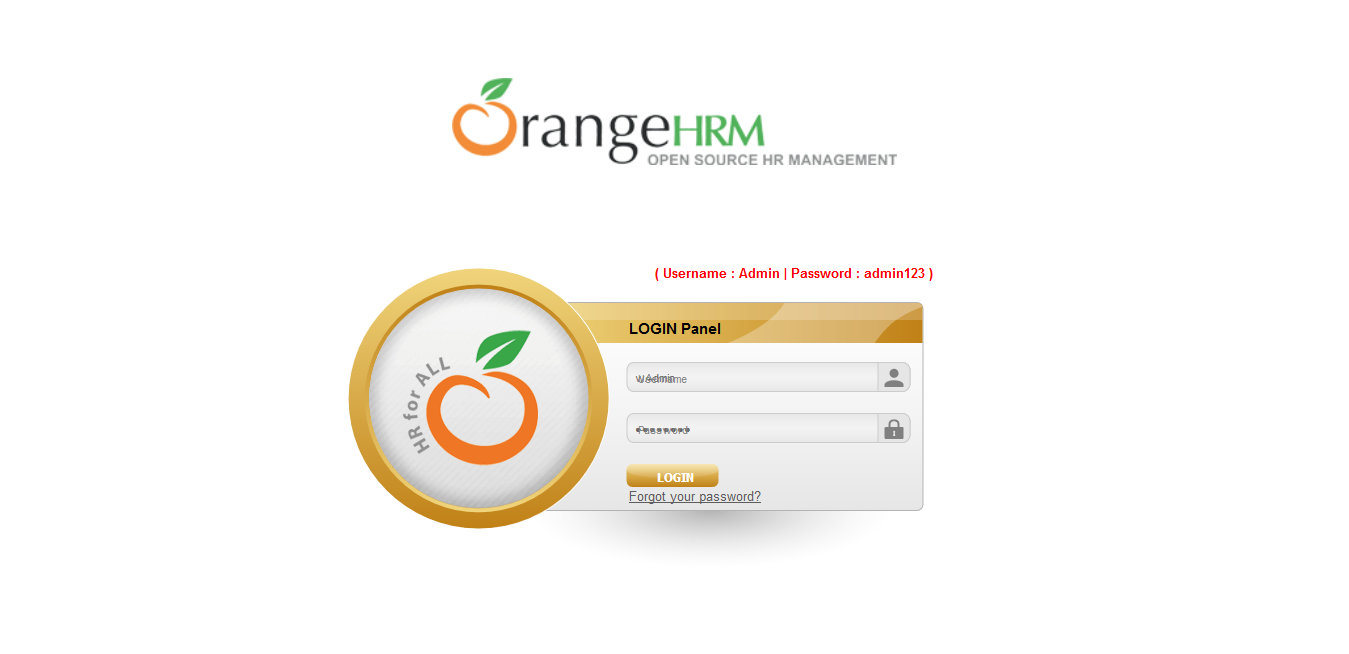 OrangeHRM
OPEN SOURCE HR MANAGEMENT
( Username : Admin | Password : admin123 )
HR for ALL
LOGIN Panel
Username
Password
LOGIN
Forgot your password?